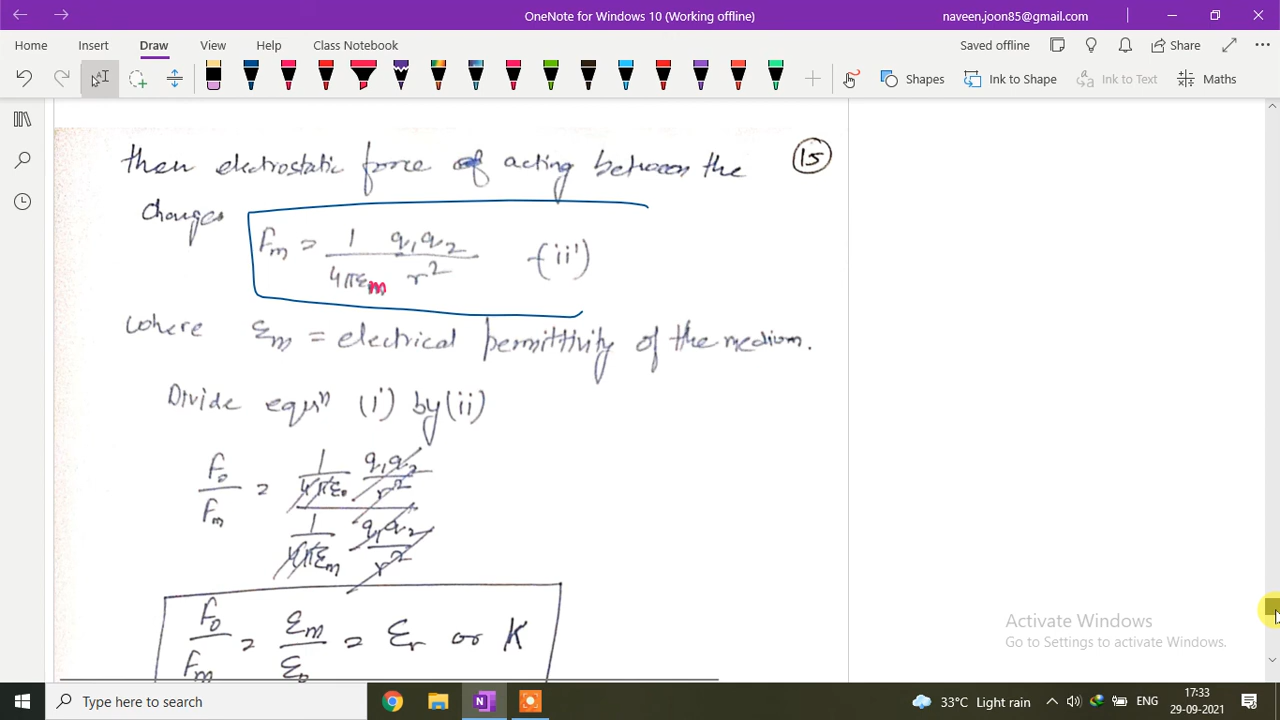 OneNote for Windows 10 (Working offline)
naveen.joon85@gmail.com
Home Insert Draw View Help Class Notebook
Saved offline Share
Shapes Ink to Shape Ink to Text Maths
then electrostatic force of acting between the (15)
charges
Fm = 1/4πεm q1q2/r² -(ii)
where εm = electrical permittivity of the medium.
Divide equⁿ (i) by (ii)
F0/Fm = 1/4πε0 q1q2/r²
1/4πεm q1q2/r²
F0/Fm = εm/ε0 = εr or K
Activate Windows
Go to Settings to activate Windows.
Type here to search
33°C Light rain
ENG
17:33
29-09-2021